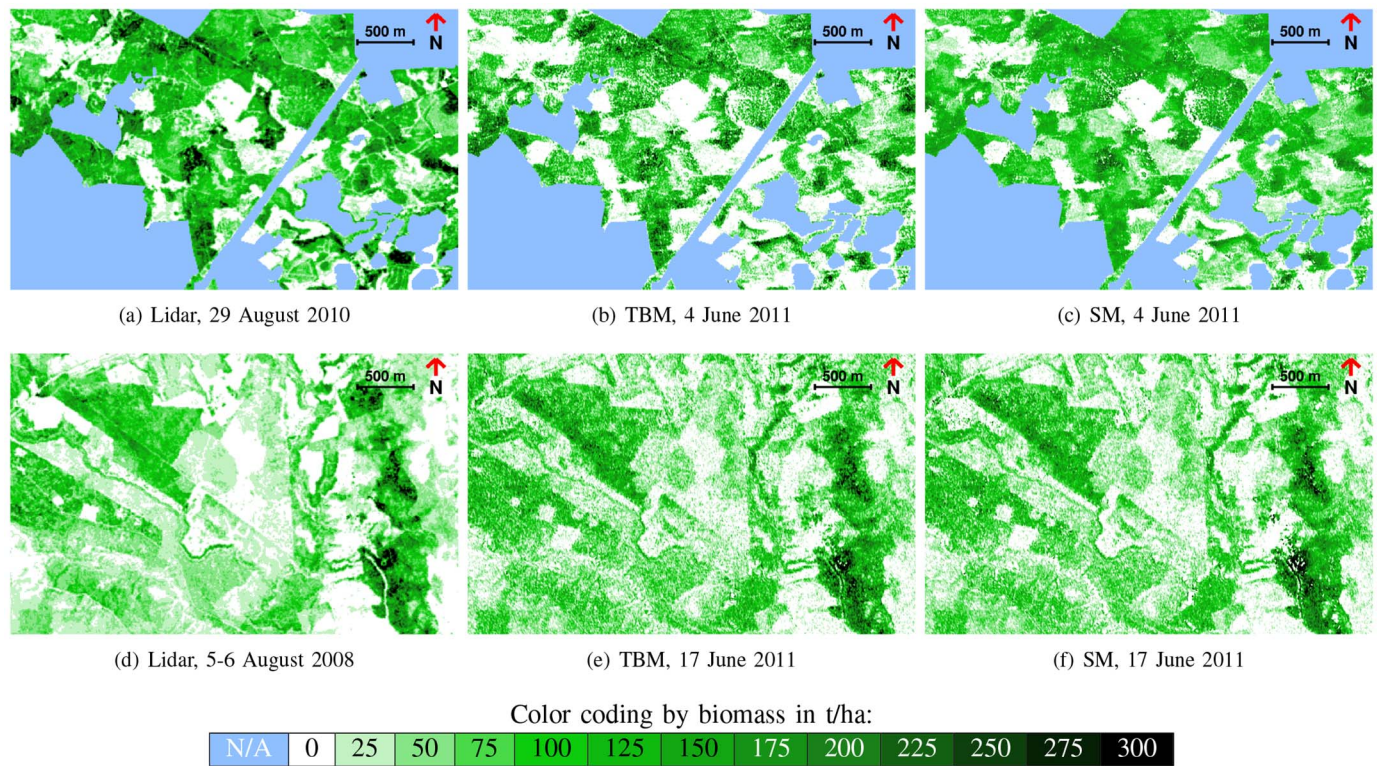 500 m
N
500 m
N
500 m
N
(a) Lidar, 29 August 2010
(b) TBM, 4 June 2011
(c) SM, 4 June 2011
500 m
N
500 m
N
500 m
N
(d) Lidar, 5-6 August 2008
(e) TBM, 17 June 2011
(f) SM, 17 June 2011
Color coding by biomass in t/ha:
N/A 0 25 50 75 100 125 150 175 200 225 250 275 300